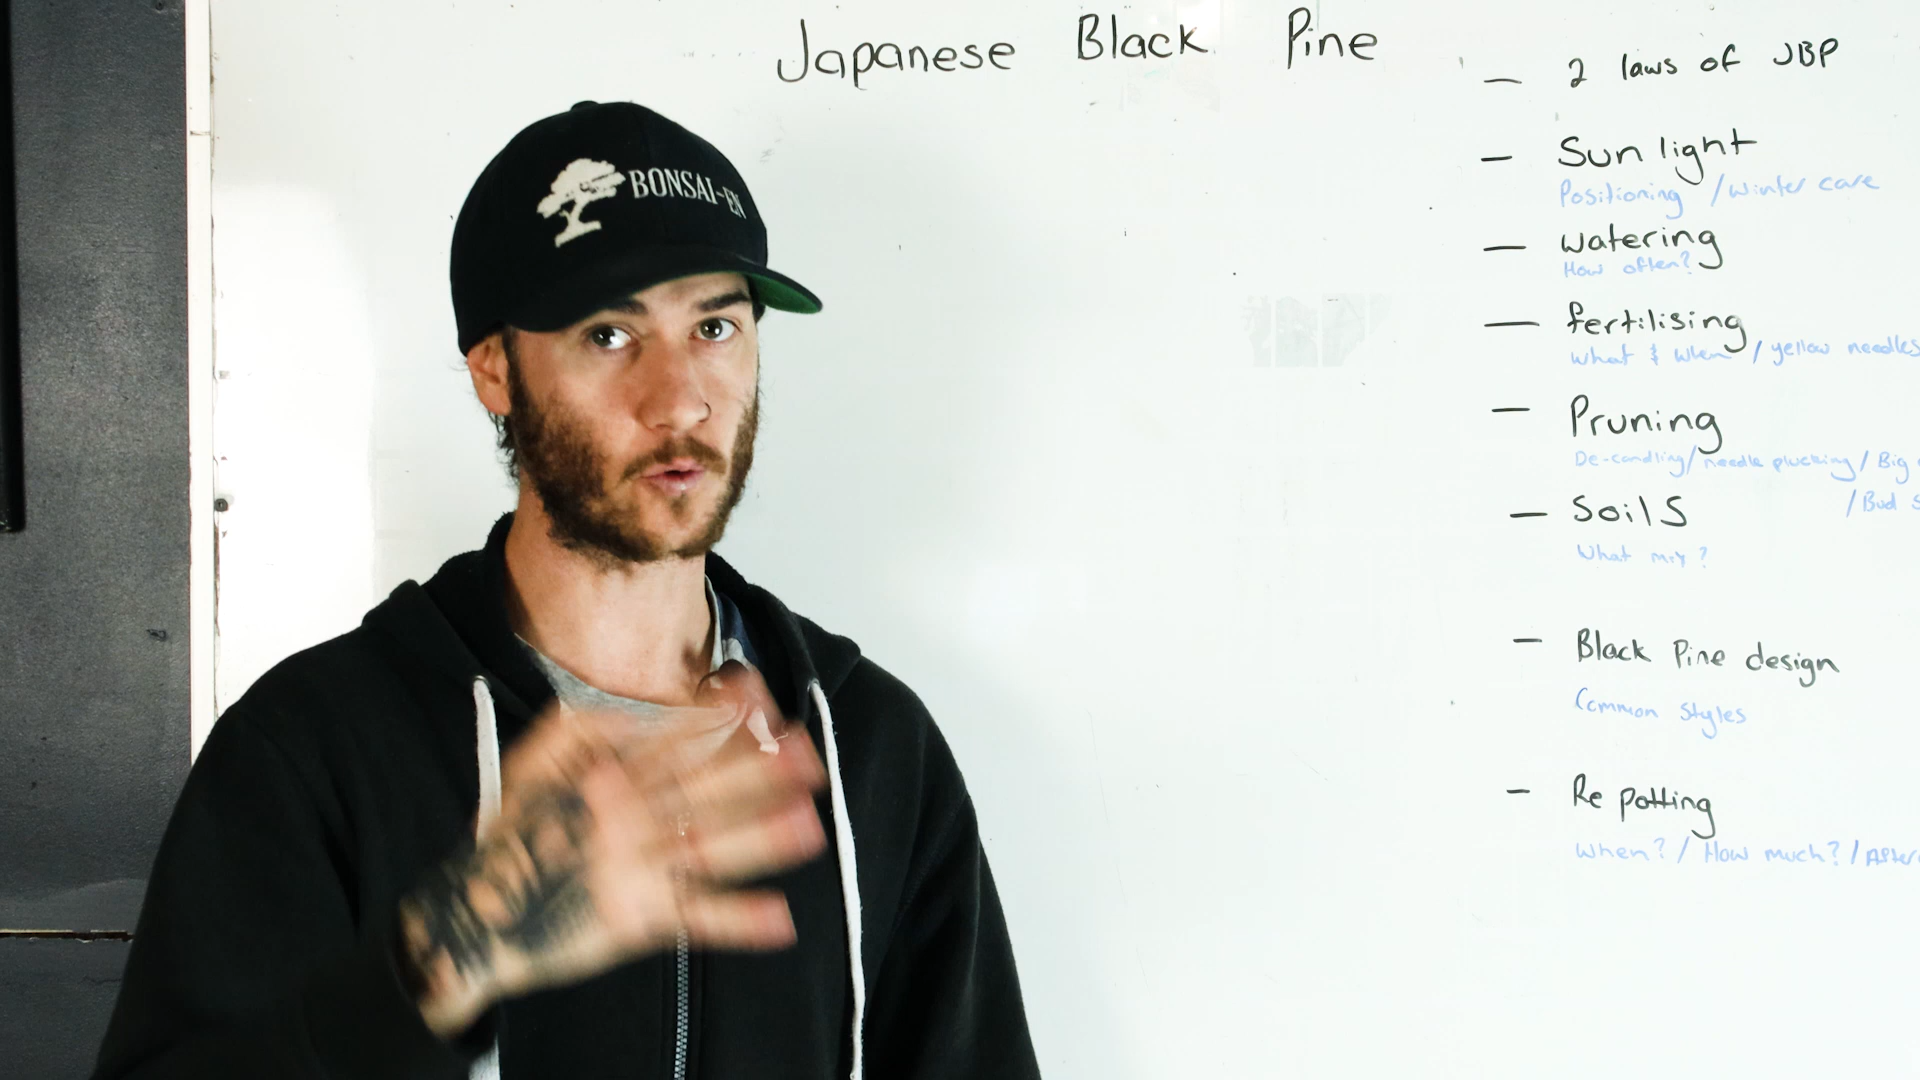 Japanese Black Pine
BONSAI-EN
— 2 laws of JBP
— Sun light
Positioning / Winter care
— Watering
How often?
— fertilising
What & When / yellow needles
— Pruning
De-candling / needle plucking / Big
/ Bud
— Soils
What mix?
— Black Pine design
Common Styles
— Re potting
When? / How much? /